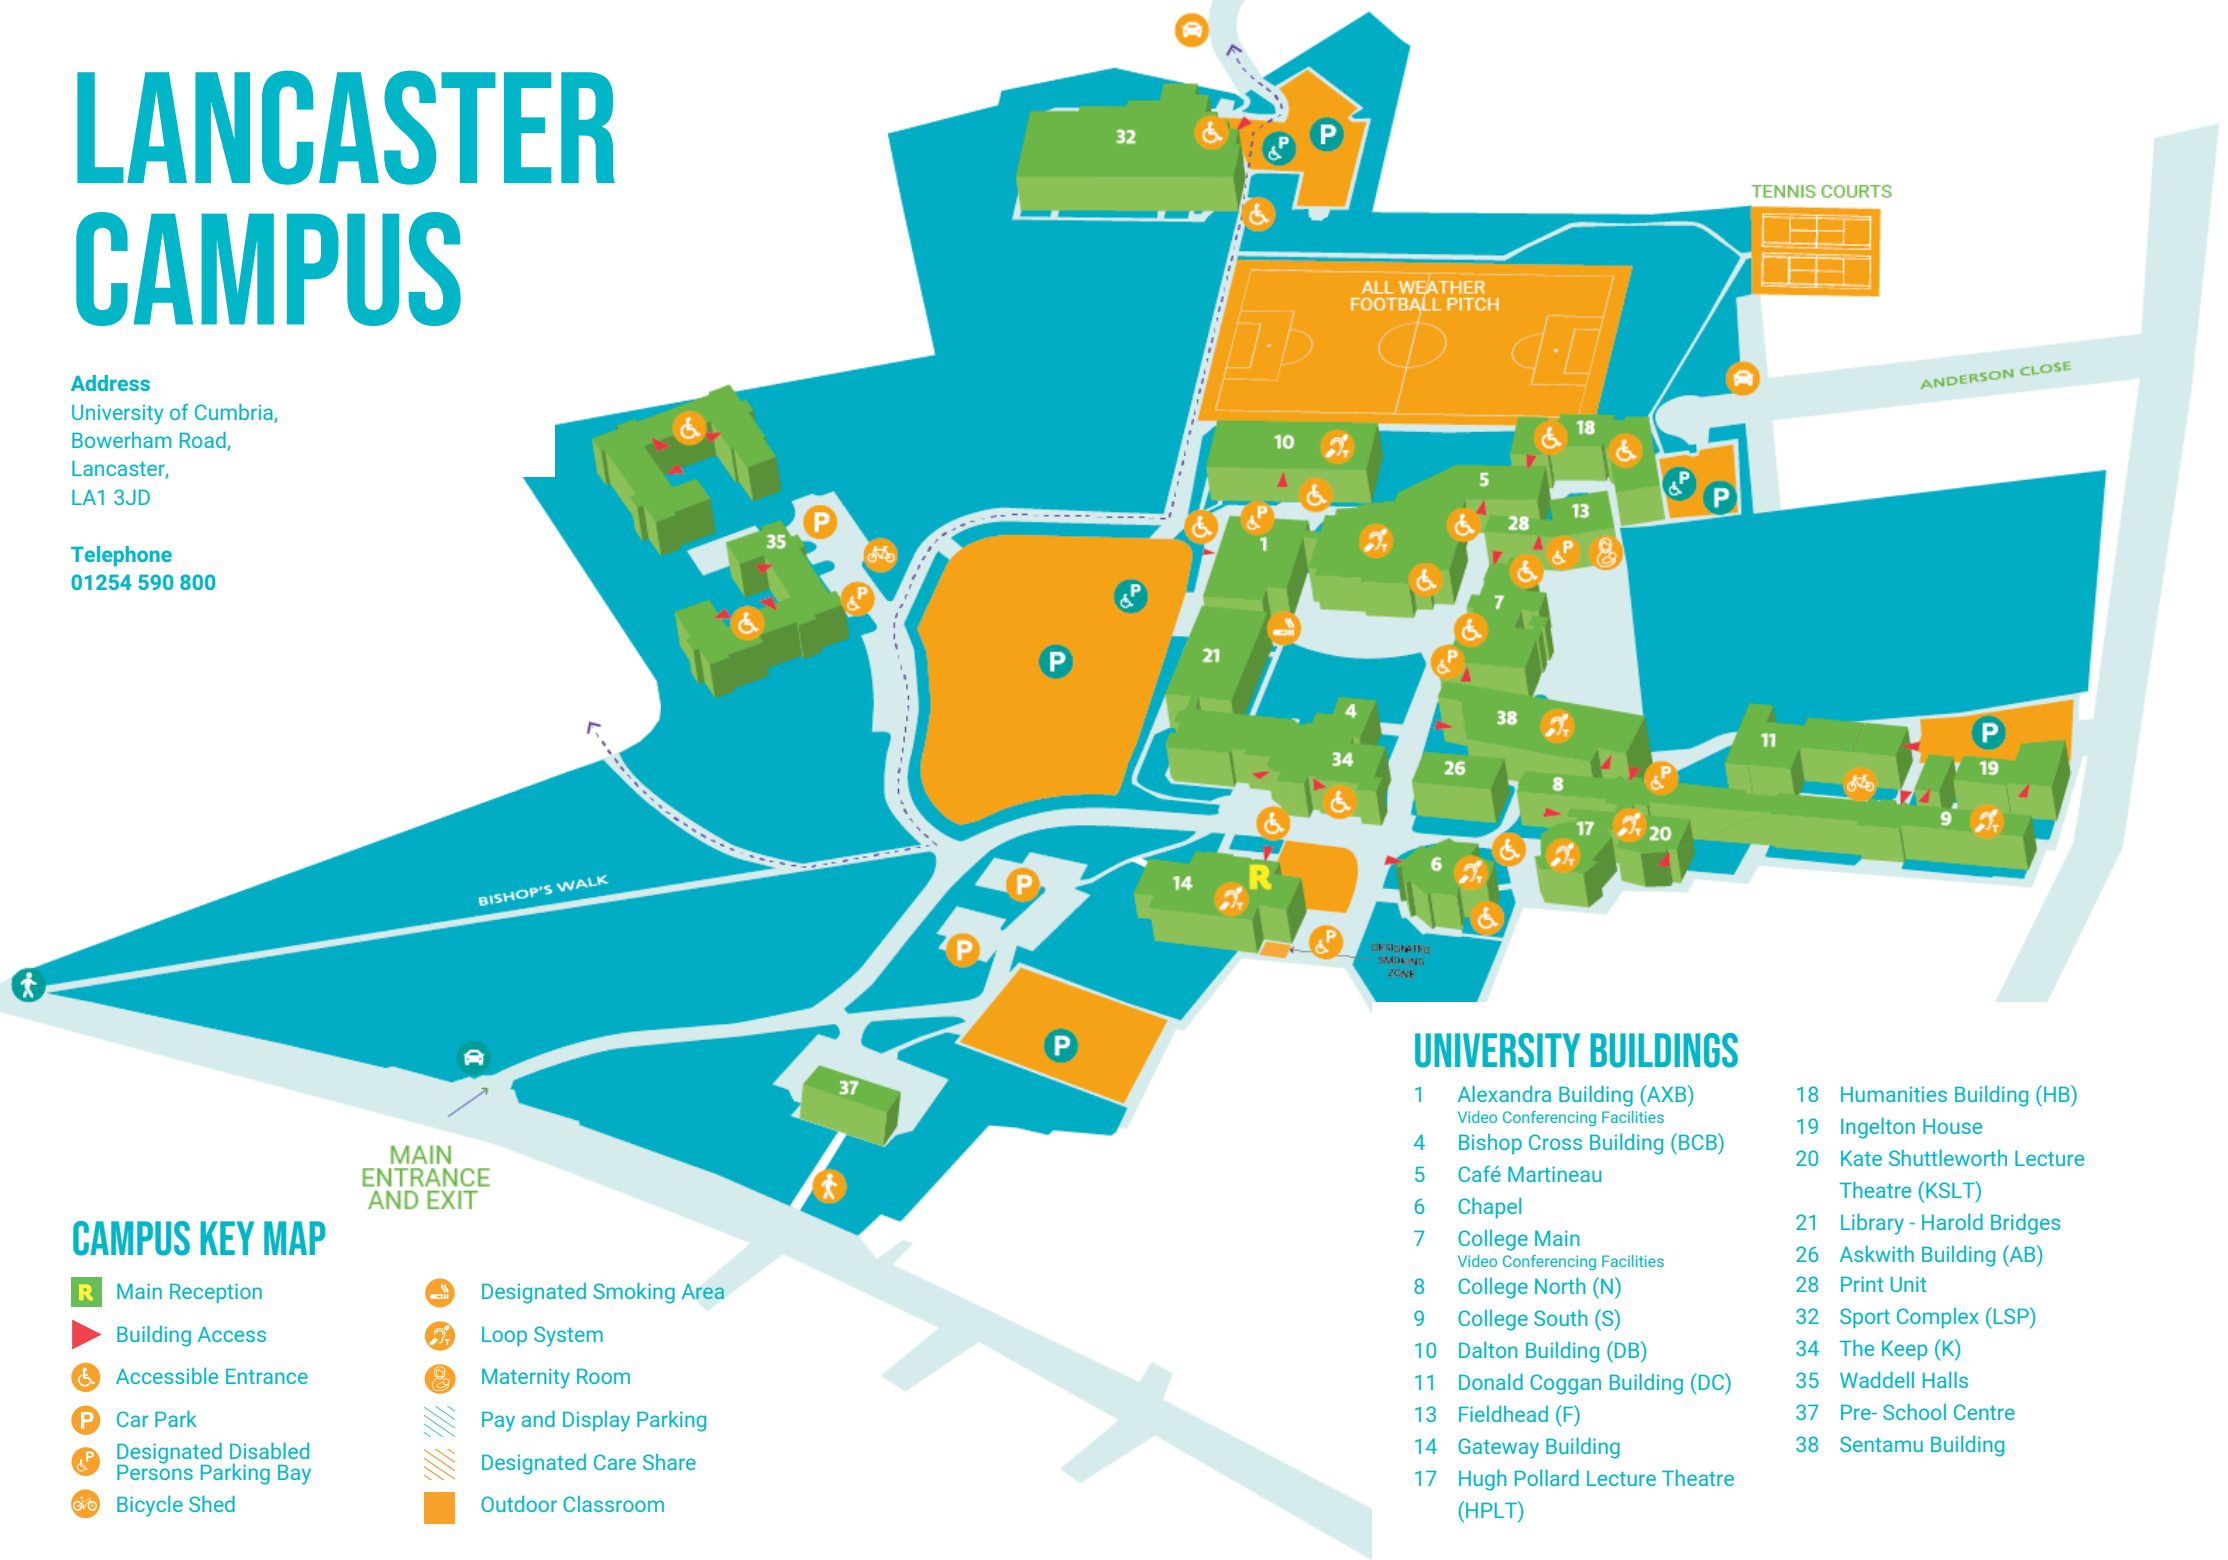 LANCASTER
CAMPUS
Address
University of Cumbria,
Bowerham Road,
Lancaster,
LA1 3JD
Telephone
01254 590 800
32
P
P
TENNIS COURTS
ALL WEATHER
FOOTBALL PITCH
ANDERSON CLOSE
10
T
18
5
P
P
13
28
P
1
T
P
35
P
P
P
7
P
21
P
4
38
T
34
26
11
P
19
8
P
9
T
17
T
20
T
6
T
14
R
T
P
P
P
DESIGNATED
SMOKING
ZONE
BISHOP'S WALK
P
37
MAIN
ENTRANCE
AND EXIT
CAMPUS KEY MAP
R Main Reception
Building Access
Accessible Entrance
P Car Park
P Designated Disabled
Persons Parking Bay
Bicycle Shed
Designated Smoking Area
T Loop System
Maternity Room
Pay and Display Parking
Designated Care Share
Outdoor Classroom
UNIVERSITY BUILDINGS
1 Alexandra Building (AXB)
Video Conferencing Facilities
4 Bishop Cross Building (BCB)
5 Café Martineau
6 Chapel
7 College Main
Video Conferencing Facilities
8 College North (N)
9 College South (S)
10 Dalton Building (DB)
11 Donald Coggan Building (DC)
13 Fieldhead (F)
14 Gateway Building
17 Hugh Pollard Lecture Theatre
(HPLT)
18 Humanities Building (HB)
19 Ingelton House
20 Kate Shuttleworth Lecture
Theatre (KSLT)
21 Library - Harold Bridges
26 Askwith Building (AB)
28 Print Unit
32 Sport Complex (LSP)
34 The Keep (K)
35 Waddell Halls
37 Pre- School Centre
38 Sentamu Building